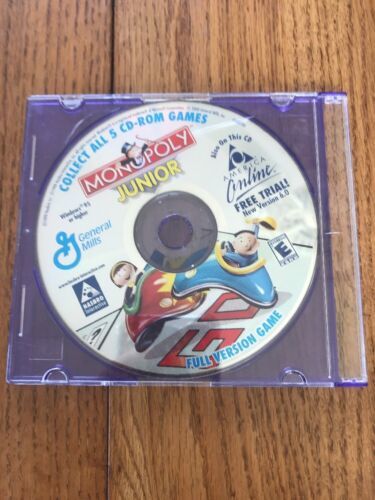 COLLECT ALL 5 CD-ROM GAMES
MONOPOLY
JUNIOR
Windows 95
or higher
General
Mills
HASBRO
Interactive
Also On This CD
AMERICA
Online
FREE TRIAL!
New Version 6.0
E
FULL VERSION GAME